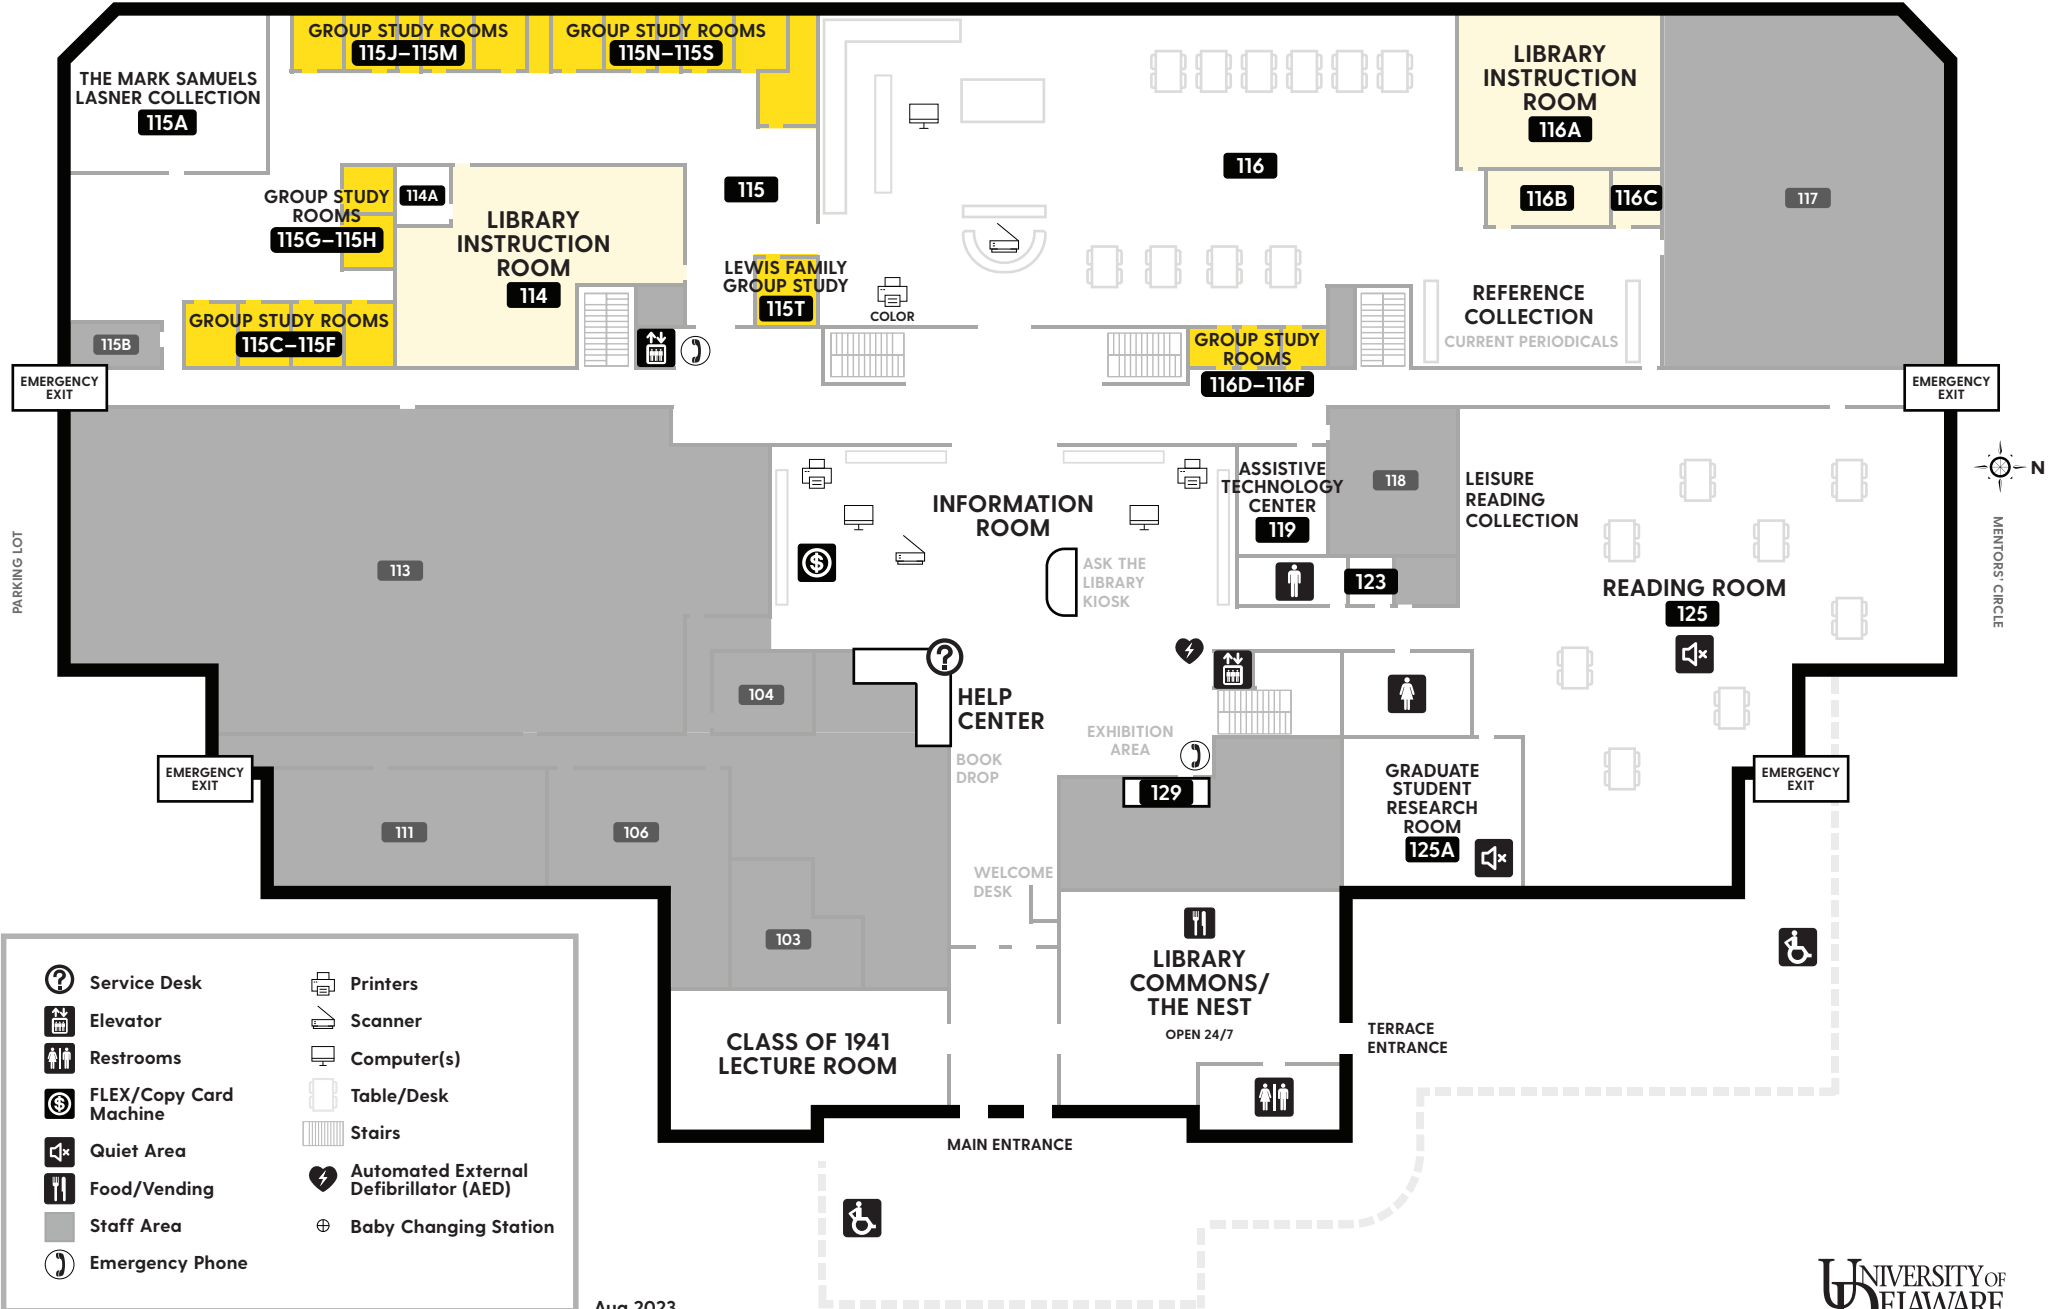 GROUP STUDY ROOMS
115J–115M
GROUP STUDY ROOMS
115N–115S
THE MARK SAMUELS
LASNER COLLECTION
115A
LIBRARY
INSTRUCTION
ROOM
116A
116
115
116B
116C
117
GROUP STUDY
ROOMS
115G–115H
114A
LIBRARY
INSTRUCTION
ROOM
114
LEWIS FAMILY
GROUP STUDY
115T
COLOR
REFERENCE
COLLECTION
CURRENT PERIODICALS
GROUP STUDY ROOMS
115C–115F
115B
GROUP STUDY
ROOMS
116D–116F
EMERGENCY
EXIT
EMERGENCY
EXIT
N
PARKING LOT
MENTORS' CIRCLE
113
INFORMATION
ROOM
ASK THE
LIBRARY
KIOSK
ASSISTIVE
TECHNOLOGY
CENTER
119
118
123
LEISURE
READING
COLLECTION
READING ROOM
125
104
HELP
CENTER
BOOK
DROP
EXHIBITION
AREA
129
EMERGENCY
EXIT
EMERGENCY
EXIT
111
106
103
GRADUATE
STUDENT
RESEARCH
ROOM
125A
WELCOME
DESK
LIBRARY
COMMONS/
THE NEST
OPEN 24/7
TERRACE
ENTRANCE
CLASS OF 1941
LECTURE ROOM
MAIN ENTRANCE
Service Desk
Elevator
Restrooms
FLEX/Copy Card
Machine
Quiet Area
Food/Vending
Staff Area
Emergency Phone
Printers
Scanner
Computer(s)
Table/Desk
Stairs
Automated External
Defibrillator (AED)
Baby Changing Station
Aug 2023
UNIVERSITY OF
DELAWARE